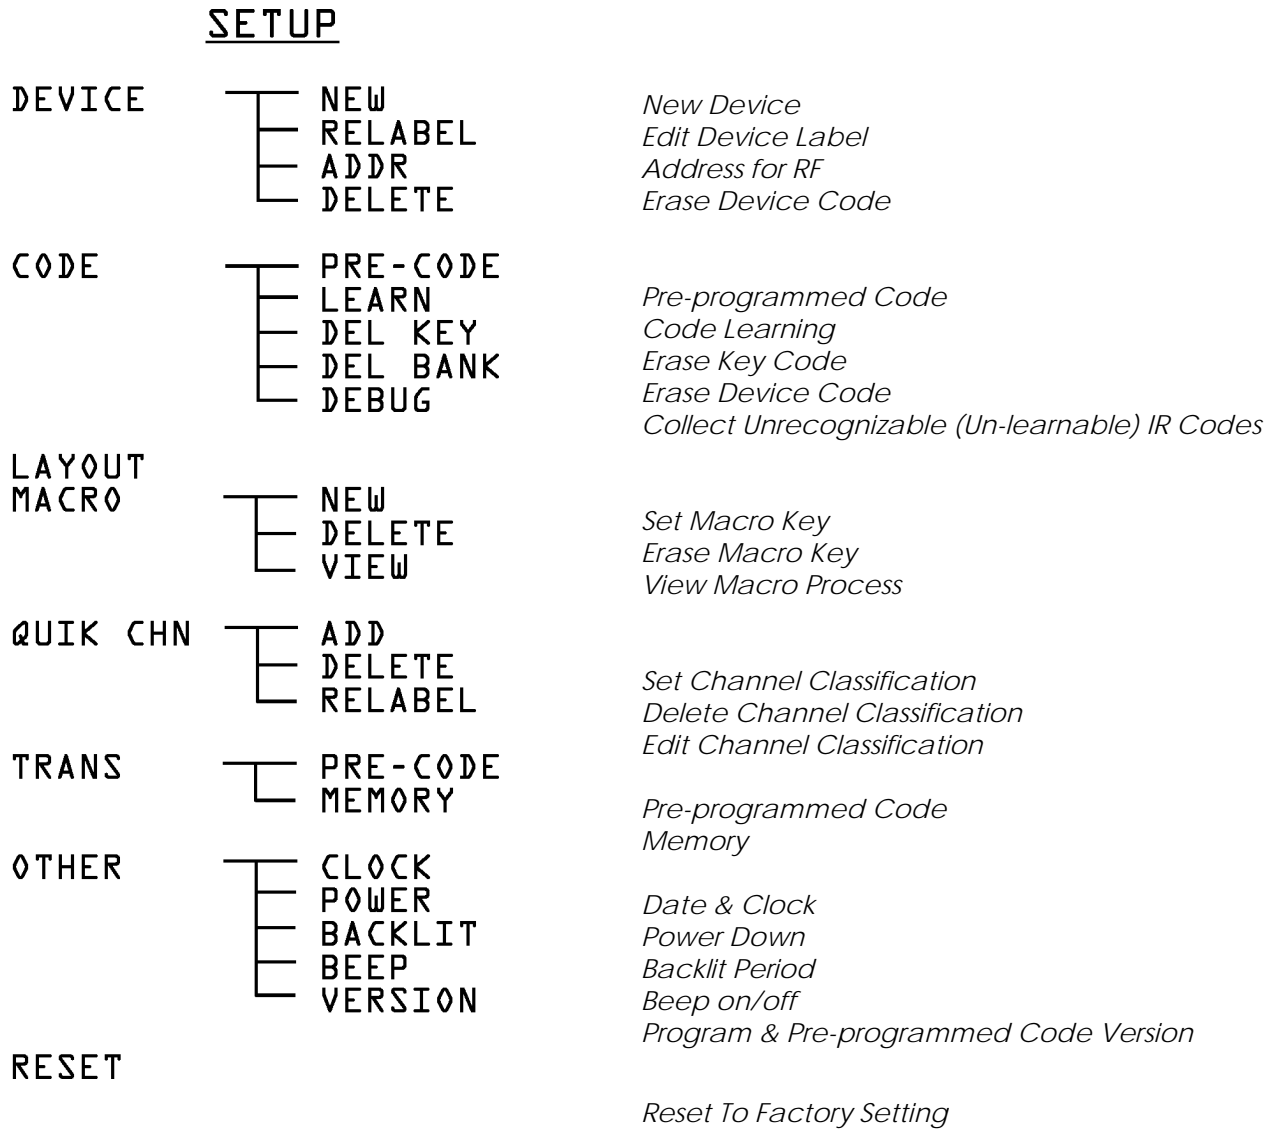 SETUP
DEVICE NEW New Device
RELABEL Edit Device Label
ADDR Address for RF
DELETE Erase Device Code
CODE PRE-CODE Pre-programmed Code
LEARN Code Learning
DEL KEY Erase Key Code
DEL BANK Erase Device Code
DEBUG Collect Unrecognizable (Un-learnable) IR Codes
LAYOUT
MACRO NEW Set Macro Key
DELETE Erase Macro Key
VIEW View Macro Process
QUIK CHN ADD Set Channel Classification
DELETE Delete Channel Classification
RELABEL Edit Channel Classification
TRANS PRE-CODE Pre-programmed Code
MEMORY Memory
OTHER CLOCK Date & Clock
POWER Power Down
BACKLIT Backlit Period
BEEP Beep on/off
VERSION Program & Pre-programmed Code Version
RESET Reset To Factory Setting